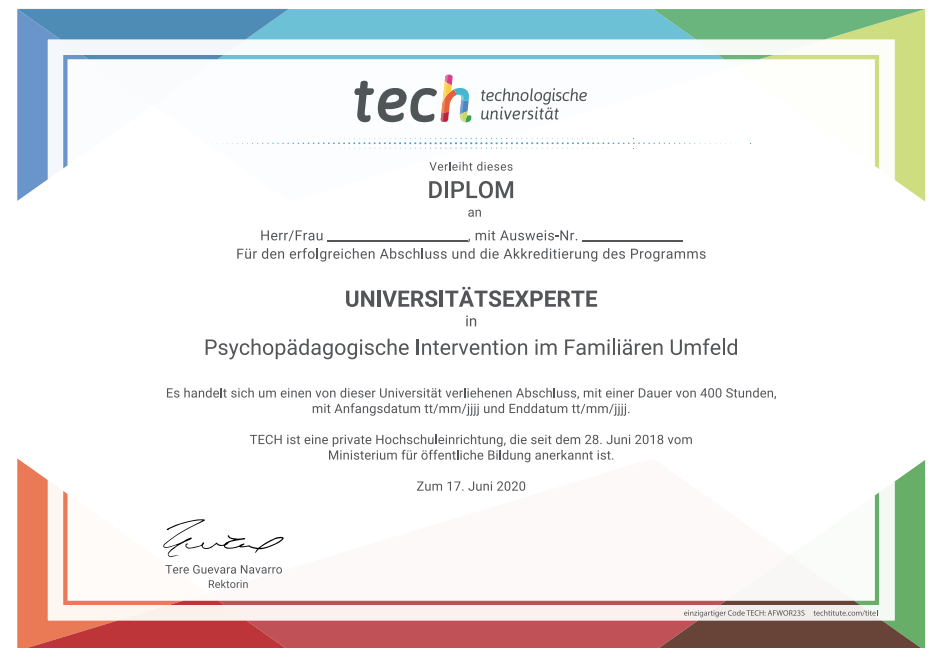 tech technologische
universität
Verleiht dieses
DIPLOM
an
Herr/Frau ____________, mit Ausweis-Nr. ____________
Für den erfolgreichen Abschluss und die Akkreditierung des Programms
UNIVERSITÄTSEXPERTE
in
Psychopädagogische Intervention im Familiären Umfeld
Es handelt sich um einen von dieser Universität verliehenen Abschluss, mit einer Dauer von 400 Stunden,
mit Anfangsdatum tt/mm/jjjj und Enddatum tt/mm/jjjj.
TECH ist eine private Hochschuleinrichtung, die seit dem 28. Juni 2018 vom
Ministerium für öffentliche Bildung anerkannt ist.
Zum 17. Juni 2020
Tere Guevara Navarro
Rektorin
einzigartiger Code TECH: AFWOR23S techtitute.com/titel